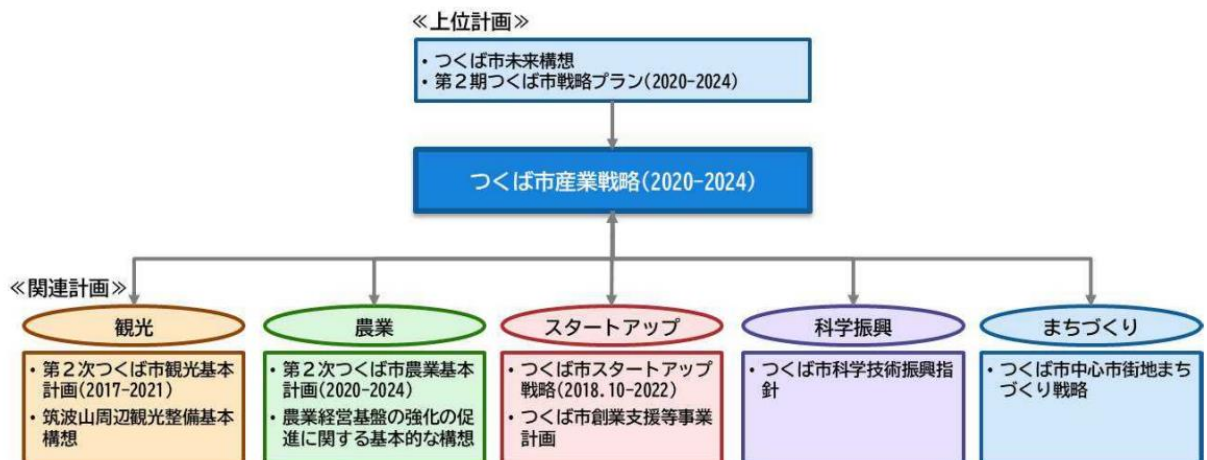 ≪上位計画≫
・つくば市未来構想
・第２期つくば市戦略プラン(2020-2024)
つくば市産業戦略(2020-2024)
≪関連計画≫
観光
・第２次つくば市観光基本
計画(2017-2021)
・筑波山周辺観光整備基本
構想
農業
・第２次つくば市農業基本
計画(2020-2024)
・農業経営基盤の強化の促
進に関する基本的な構想
スタートアップ
・つくば市スタートアップ
戦略(2018.10-2022)
・つくば市創業支援等事業
計画
科学振興
・つくば市科学技術振興指
針
まちづくり
・つくば市中心市街地まち
づくり戦略